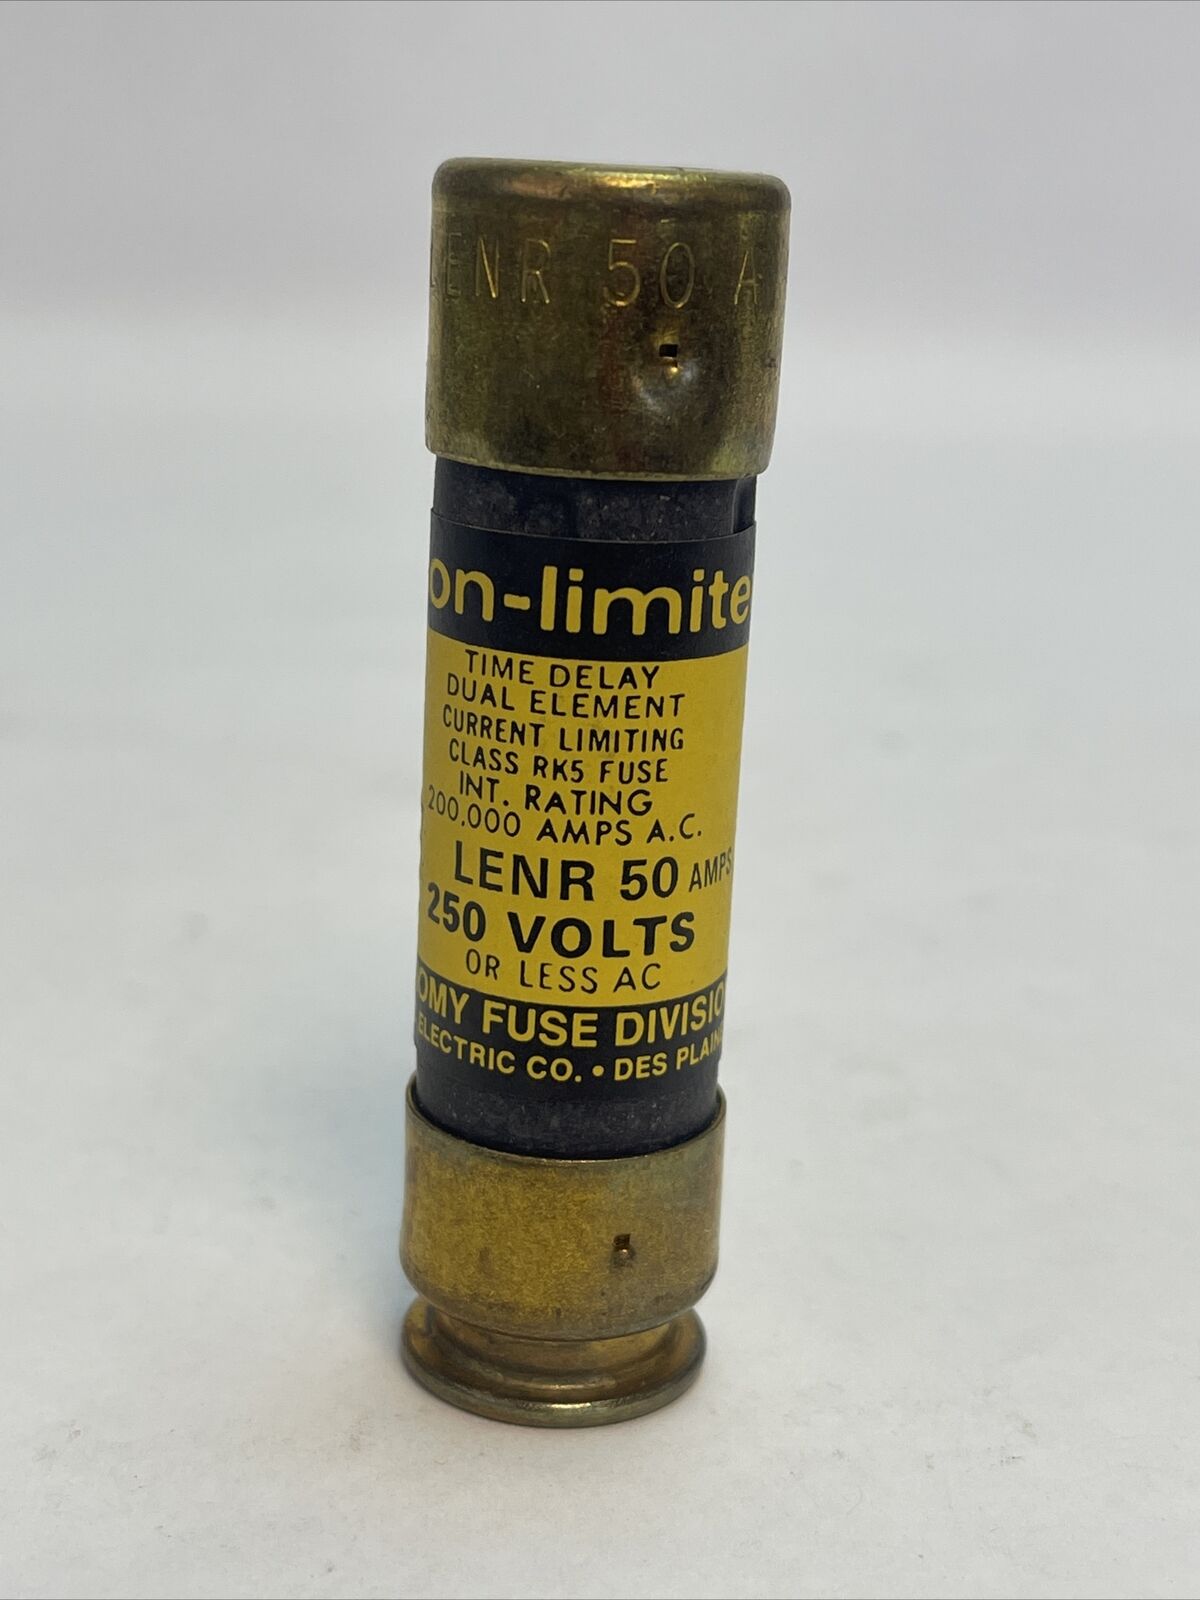 LENR 50 A
on-limite
TIME DELAY
DUAL ELEMENT
CURRENT LIMITING
CLASS RK5 FUSE
INT. RATING
200,000 AMPS A.C.
LENR 50 AMPS
250 VOLTS
OR LESS AC
OMY FUSE DIVISIO
ELECTRIC CO. • DES PLAIN